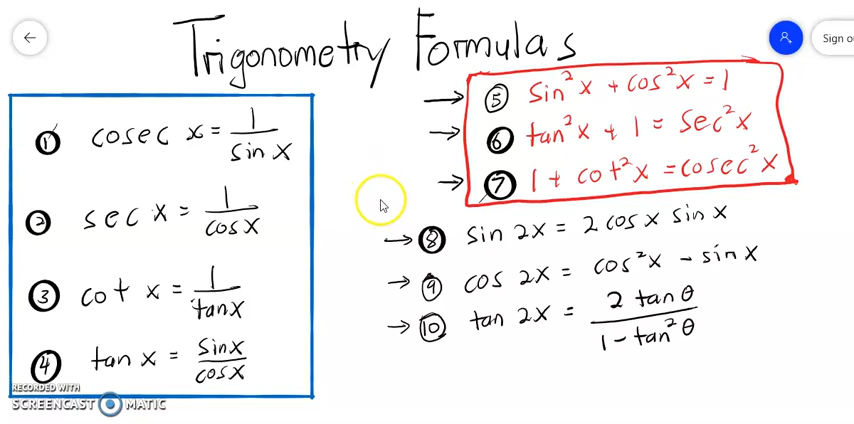 Trigonometry Formulas
Sign o
① cosec x = 1/sin x
② sec x = 1/cos x
③ cot x = 1/tan x
④ tan x = sin x/cos x
⑤ sin²x + cos²x = 1
⑥ tan²x + 1 = sec²x
⑦ 1 + cot²x = cosec²x
⑧ sin 2x = 2 cos x sin x
⑨ cos 2x = cos²x - sin x
⑩ tan 2x = 2 tan θ/1 - tan²θ
RECORDED WITH
SCREENCAST MATIC